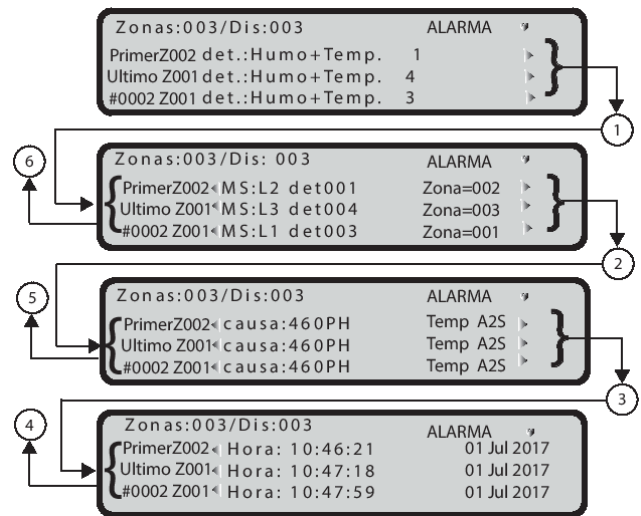 Zonas:003/Dis:003 ALARMA
PrimerZ002 det.:Humo+Temp. 1
Ultimo Z001 det.:Humo+Temp. 4
#0002 Z001 det.:Humo+Temp. 3
1
6
Zonas:003/Dis: 003 ALARMA
PrimerZ002 MS:L2 det001 Zona=002
Ultimo Z001 MS:L3 det004 Zona=003
#0002 Z001 MS:L1 det003 Zona=001
2
5
Zonas:003/Dis:003 ALARMA
PrimerZ002 causa:460PH Temp A2S
Ultimo Z001 causa:460PH Temp A2S
#0002 Z001 causa:460PH Temp A2S
3
4
Zonas:003/Dis:003 ALARMA
PrimerZ002 Hora: 10:46:21 01 Jul 2017
Ultimo Z001 Hora: 10:47:18 01 Jul 2017
#0002 Z001 Hora: 10:47:59 01 Jul 2017